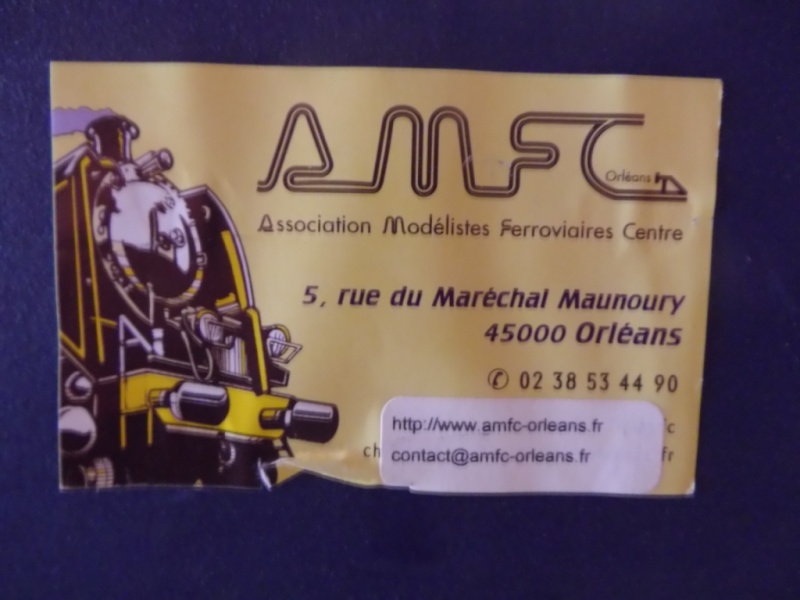 AMFC
Orléans
Association Modélistes Ferroviaires Centre
5, rue du Maréchal Maunoury
45000 Orléans
✆ 02 38 53 44 90
http://www.amfc-orleans.fr
contact@amfc-orleans.fr